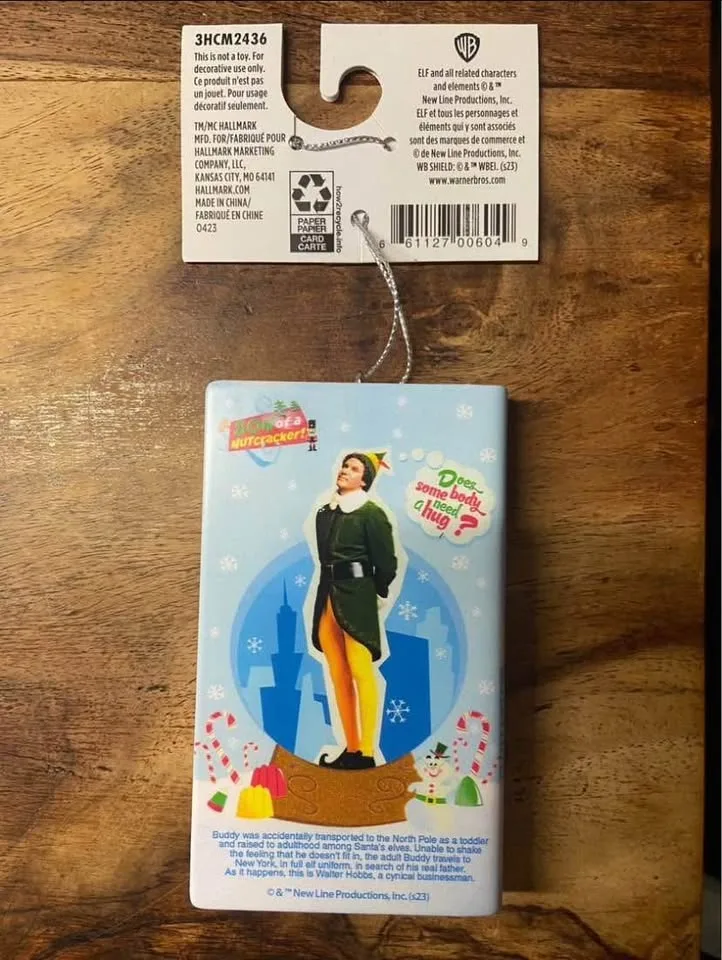 3HCM2436
This is not a toy. For
decorative use only.
Ce produit n'est pas
un jouet. Pour usage
décoratif seulement.
TM/MC HALLMARK
MFD. FOR/FABRIQUÉ POUR
HALLMARK MARKETING
COMPANY, LLC,
KANSAS CITY, MO 64141
HALLMARK.COM
MADE IN CHINA/
FABRIQUÉ EN CHINE
0423
PAPER
PAPIER
CARD
CARTE
how2recycle.info
WB
ELF and all related characters
and elements © & ™
New Line Productions, Inc.
ELF et tous les personnages et
éléments qui y sont associés
sont des marques de commerce et
© de New Line Productions, Inc.
WB SHIELD: © & ™ WBEI. (s23)
www.warnerbros.com
6 61127 00604 9
of a
NUTcracker!
Does
some body
need
a hug?
Buddy was accidentally transported to the North Pole as a toddler
and raised to adulthood among Santa's elves. Unable to shake
the feeling that he doesn't fit in, the adult Buddy travels to
New York, in full elf uniform, in search of his real father.
As it happens, this is Walter Hobbs, a cynical businessman.
© & ™ New Line Productions, Inc. (s23)